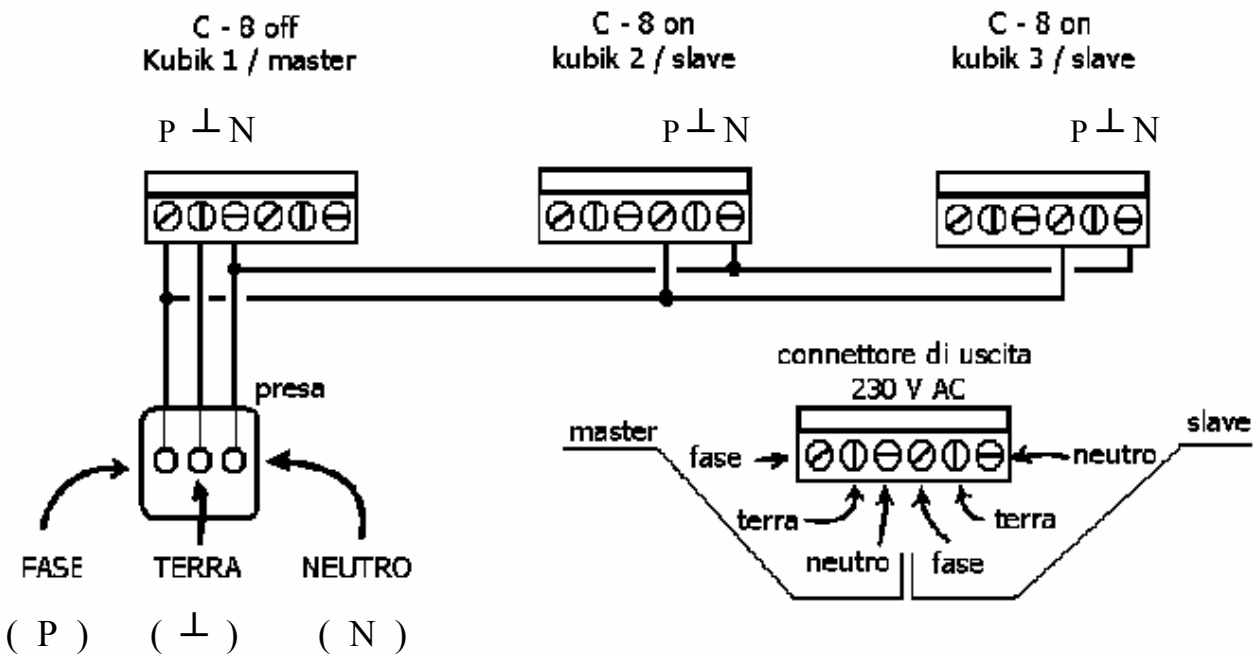 C - 8 off
Kubik 1 / master
C - 8 on
kubik 2 / slave
C - 8 on
kubik 3 / slave
P ⊥ N
P ⊥ N
P ⊥ N
presa
FASE
TERRA
NEUTRO
( P )
( ⊥ )
( N )
connettore di uscita
230 V AC
master
slave
fase
neutro
terra
terra
neutro
fase